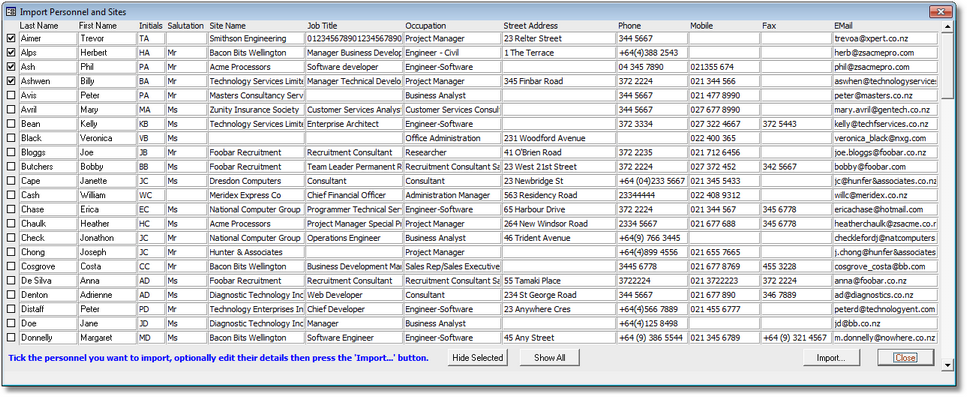 Import Personnel and Sites
Last Name First Name Initials Salutation Site Name Job Title Occupation Street Address Phone Mobile Fax EMail
Aimer Trevor TA Smithson Engineering 012345678901234567890 Project Manager 23 Relter Street 344 5667 trevoa@xpert.co.nz
Alps Herbert HA Mr Bacon Bits Wellington Manager Business Develop Engineer - Civil 1 The Terrace +64(4)388 2543 herb@zsacmepro.com
Ash Phil PA Mr Acme Processors Software developer Engineer-Software 04 345 7890 021355 674 phil@zsacmepro.com
Ashwen Billy BA Mr Technology Services Limite Manager Technical Develo Project Manager 345 Finbar Road 372 2224 021 344 566 aswhen@technologyservices
Avis Peter PA Mr Masters Consultancy Serv Business Analyst 344 5667 021 477 8990 peter@masters.co.nz
Avril Mary MA Ms Zunity Insurance Society Customer Services Analyst Customer Services Consul 344 5667 027 677 8990 mary.avril@gentech.co.nz
Bean Kelly KB Ms Technology Services Limite Enterprise Architect Engineer-Software 372 3334 027 322 4667 372 5443 kelly@techfservices.co.nz
Black Veronica VB Ms Office Administration 231 Woodford Avenue 022 400 365 veronica_black@nxg.com
Bloggs Joe JB Mr Foobar Recruitment Recruitment Consultant Researcher 41 O'Brien Road 372 2235 021 712 6456 joe.bloggs@foobar.co.nz
Butchers Bobby BB Ms Foobar Recruitment Team Leader Permanent R Recruitment Consultant Sa 23 West 21st Street 372 2224 027 372 452 342 5667 bobby@foobar.com
Cape Janette JC Ms Dresdon Computers Consultant Consultant 23 Newbridge St +64 (04)233 5667 021 345 5433 jc@hunfer&associates.co.nz
Cash William WC Meridex Express Co Chief Financial Officer Administration Manager 563 Residency Road 23344444 022 408 9312 willc@meridex.co.nz
Chase Erica EC Ms National Computer Group Programmer Technical Serv Engineer-Software 65 Harbour Drive 372 2224 021 344 567 345 6778 ericachase@hotmail.com
Chaulk Heather HC Ms Acme Processors Project Manager Special Pr Project Manager 264 New Windsor Road 2334 5667 021 677 688 345 6778 heatherchaulk@zsacme.co
Check Jonathon JC Mr National Computer Group Operations Engineer Business Analyst 46 Trident Avenue +64(9) 766 3445 checklefordj@natcomputers
Chong Joseph JC Mr Hunter & Associates Project Manager +64(4)899 4556 021 655 7665 j.chong@hunfer&associates
Cosgrove Costa CC Mr Bacon Bits Wellington Business Development Mar Sales Rep/Sales Executive 3445 6778 021 677 8769 455 3228 cosgrove_costa@bb.com
De Silva Anna AD Ms Foobar Recruitment Recruitment Consultant Recruitment Consultant Sa 55 Tamaki Place 3722224 021 3722223 372 2224 anna@foobar.co.nz
Denton Adrienne AD Ms Diagnostic Technology Inc Web Developer Consultant 234 St George Road 344 5667 021 677 890 346 7889 ad@diagnostics.co.nz
Distaff Peter PD Mr Technology Enterprises In Chief Developer Engineer-Software 23 Anywhere Cres +64(4)566 7889 021 455 6777 peterd@technologyent.com
Doe Jane JD Ms Diagnostic Technology Inc Manager Business Analyst +64(4)125 8498 jd@bb.co.nz
Donnelly Margaret MD Ms Bacon Bits Wellington Software Engineer Engineer-Software 45 Any Street +64 (9) 386 5544 021 345 6789 +64 (9) 321 4567 m.donnelly@nowhere.co.nz
Tick the personnel you want to import, optionally edit their details then press the 'Import...' button. Hide Selected Show All Import... Close